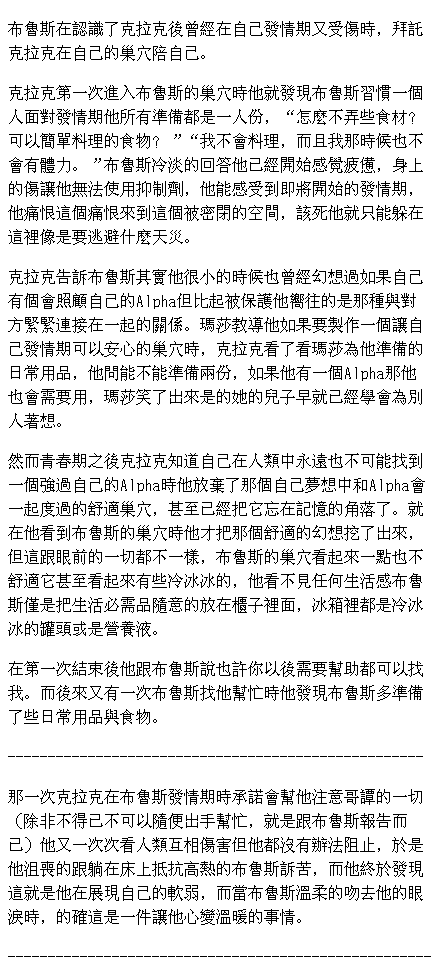 布魯斯在認識了克拉克後曾經在自己發情期又受傷時，拜託
克拉克在自己的巢穴陪自己。
克拉克第一次進入布魯斯的巢穴時他就發現布魯斯習慣一個
人面對發情期他所有準備都是一人份，“怎麼不弄些食材？
可以簡單料理的食物？ ”“我不會料理，而且我那時候也不
會有體力。”布魯斯冷淡的回答他已經開始感覺疲憊，身上
的傷讓他無法使用抑制劑，他能感受到即將開始的發情期，
他痛恨這個痛恨來到這個被密閉的空間，該死他就只能躲在
這裡像是要逃避什麼天災。
克拉克告訴布魯斯其實他很小的時候也曾經幻想過如果自己
有個會照顧自己的Alpha但比起被保護他嚮往的是那種與對
方緊緊連接在一起的關係。瑪莎教導他如果要製作一個讓自
己發情期可以安心的巢穴時，克拉克看了看瑪莎為他準備的
日常用品，他問能不能準備兩份，如果他有一個Alpha那他
也會需要用，瑪莎笑了出來是的她的兒子早就已經學會為別
人著想。
然而青春期之後克拉克知道自己在人類中永遠也不可能找到
一個強過自己的Alpha時他放棄了那個自己夢想中和Alpha會
一起度過的舒適巢穴，甚至已經把它忘在記憶的角落了。就
在他看到布魯斯的巢穴時他才把那個舒適的幻想挖了出來，
但這跟眼前的一切都不一樣，布魯斯的巢穴看起來一點也不
舒適它甚至看起來有些冷冰冰的，他看不見任何生活感布魯
斯僅是把生活必需品隨意的放在櫃子裡面，冰箱裡都是冷冰
冰的罐頭或是營養液。
在第一次結束後他跟布魯斯說也許你以後需要幫助都可以找
我。而後來又有一次布魯斯找他幫忙時他發現布魯斯多準備
了些日常用品與食物。
----------------------------------------------------
那一次克拉克在布魯斯發情期時承諾會幫他注意哥譚的一切
（除非不得已不可以隨便出手幫忙，就是跟布魯斯報告而
已）他又一次次看人類互相傷害但他都沒有辦法阻止，於是
他沮喪的跟躺在床上抵抗高熱的布魯斯訴苦，而他終於發現
這就是他在展現自己的軟弱，而當布魯斯溫柔的吻去他的眼
淚時，的確這是一件讓他心變溫暖的事情。
-----------------------------------------------------